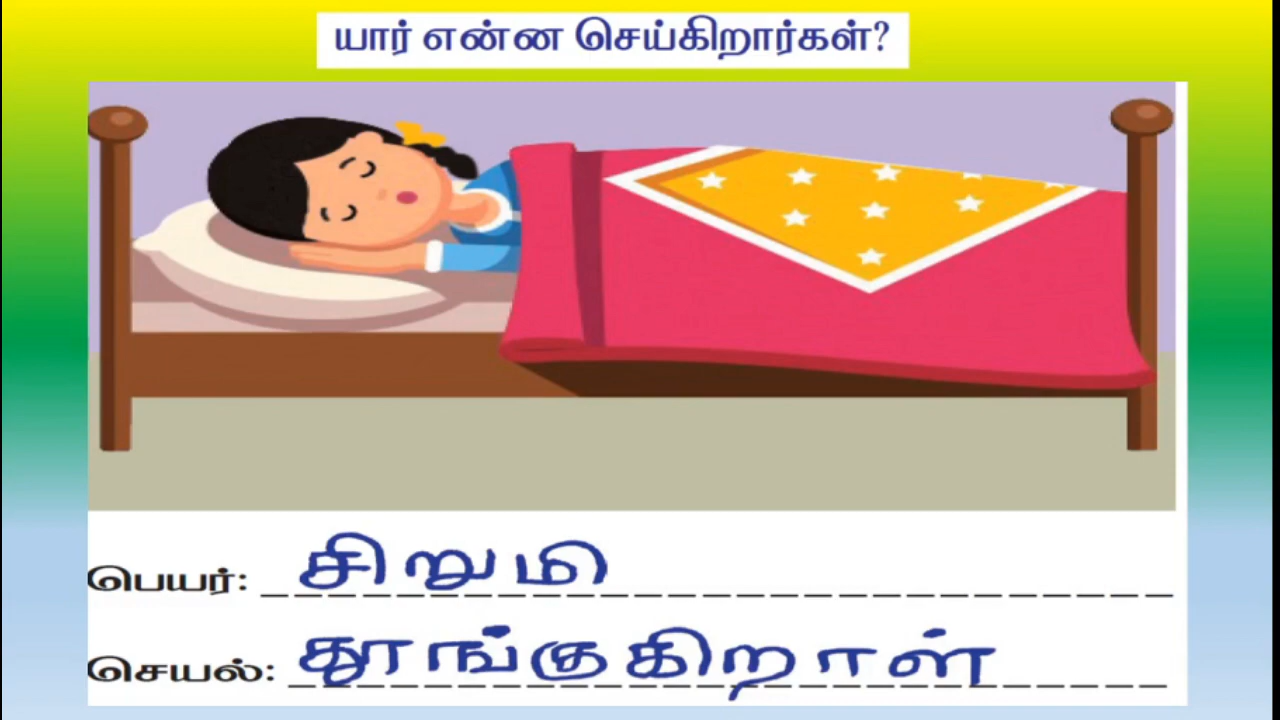 யார் என்ன செய்கிறார்கள்?
பெயர்: சிறுமி
செயல்: தூங்குகிறாள்